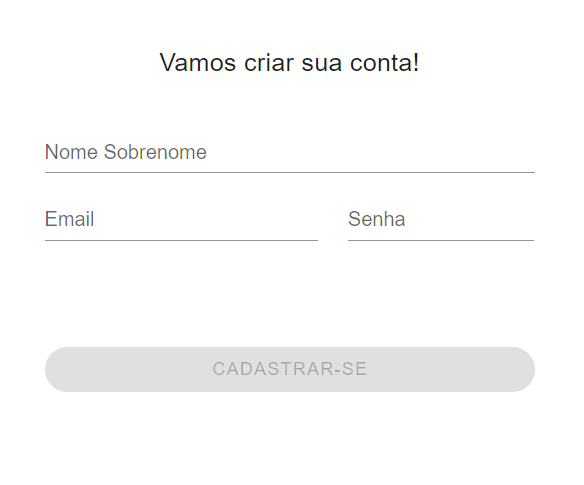 Vamos criar sua conta!
Nome Sobrenome
Email Senha
CADASTRAR-SE